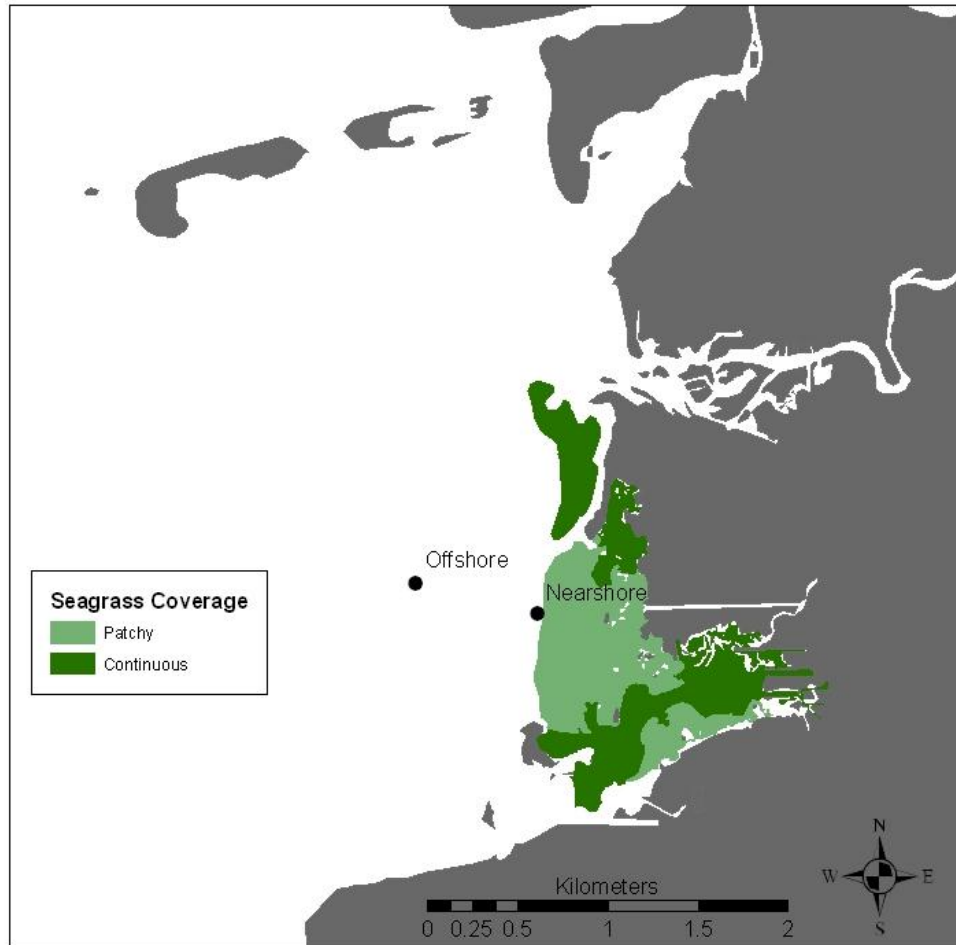 Offshore
Nearshore
Seagrass Coverage
Patchy
Continuous
N
W E
S
Kilometers
0 0.25 0.5 1 1.5 2